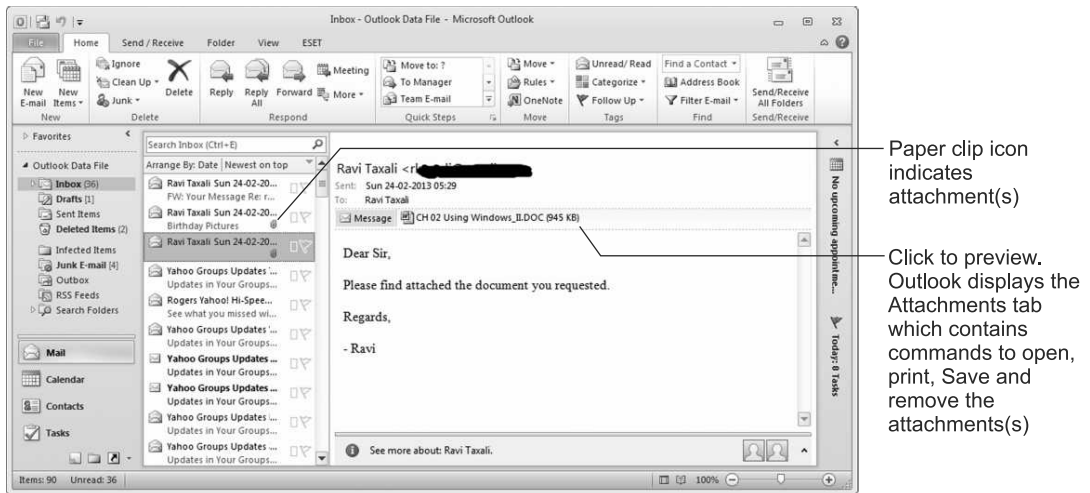 Inbox - Outlook Data File - Microsoft Outlook
File Home Send / Receive Folder View ESET
New E-mail
New Items
New
Ignore
Clean Up
Junk
Delete
Delete
Reply
Reply All
Forward
Meeting
More
Respond
Move to: ?
To Manager
Team E-mail
Quick Steps
Move
Rules
OneNote
Move
Unread/ Read
Categorize
Follow Up
Tags
Find a Contact
Address Book
Filter E-mail
Find
Send/Receive All Folders
Send/Receive
Favorites
Outlook Data File
Inbox (36)
Drafts [1]
Sent Items
Deleted Items (2)
Infected Items
Junk E-mail [4]
Outbox
RSS Feeds
Search Folders
Mail
Calendar
Contacts
Tasks
Search Inbox (Ctrl+E)
Arrange By: Date Newest on top
Ravi Taxali Sun 24-02-20...
FW: Your Message Re: r...
Ravi Taxali Sun 24-02-20...
Birthday Pictures
Ravi Taxali Sun 24-02-20...
Yahoo Groups Updates '...
Updates in Your Groups...
Rogers Yahoo! Hi-Spee...
See what you missed wi...
Yahoo Groups Updates '...
Updates in Your Groups...
Yahoo Groups Updates ...
Updates in Your Groups...
Yahoo Groups Updates ...
Updates in Your Groups...
Yahoo Groups Updates ...
Updates in Your Groups...
Yahoo Groups Updates ...
Updates in Your Groups...
Ravi Taxali <r
Sent: Sun 24-02-2013 05:29
To: Ravi Taxali
Message CH 02 Using Windows_II.DOC (945 KB)
Dear Sir,
Please find attached the document you requested.
Regards,
- Ravi
See more about: Ravi Taxali.
No upcoming appointme...
Today: 0 Tasks
Items: 90 Unread: 36
100%
Paper clip icon
indicates
attachment(s)
Click to preview.
Outlook displays the
Attachments tab
which contains
commands to open,
print, Save and
remove the
attachments(s)